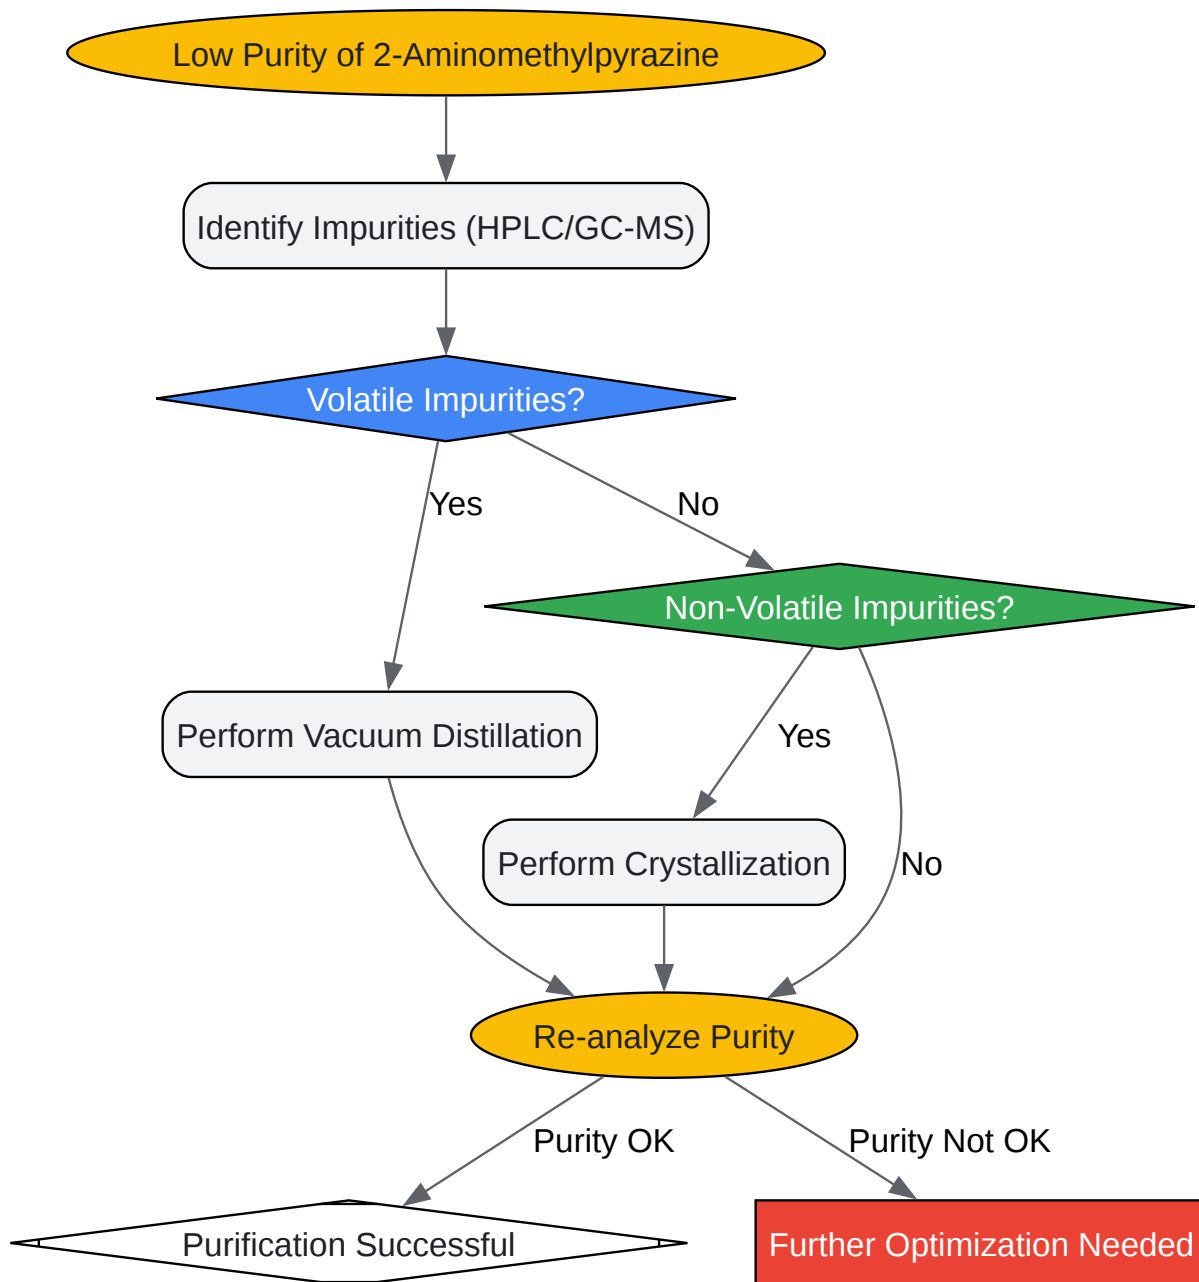 Low Purity of 2-Aminomethylpyrazine
Identify Impurities (HPLC/GC-MS)
Volatile Impurities?
Yes
No
Non-Volatile Impurities?
Perform Vacuum Distillation
Yes
Perform Crystallization
No
Re-analyze Purity
Purity OK
Purity Not OK
Purification Successful
Further Optimization Needed